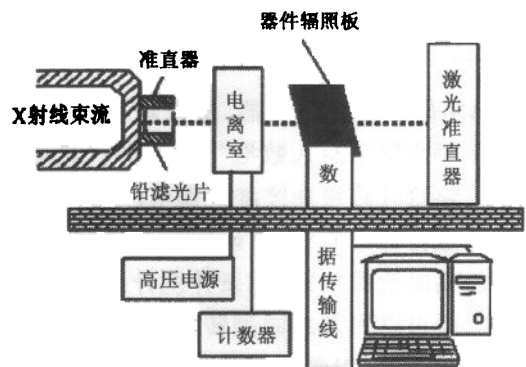 器件辐照板
准直器
X射线束流
电离室
激光准直器
铅滤光片
数据传输线
高压电源
计数器